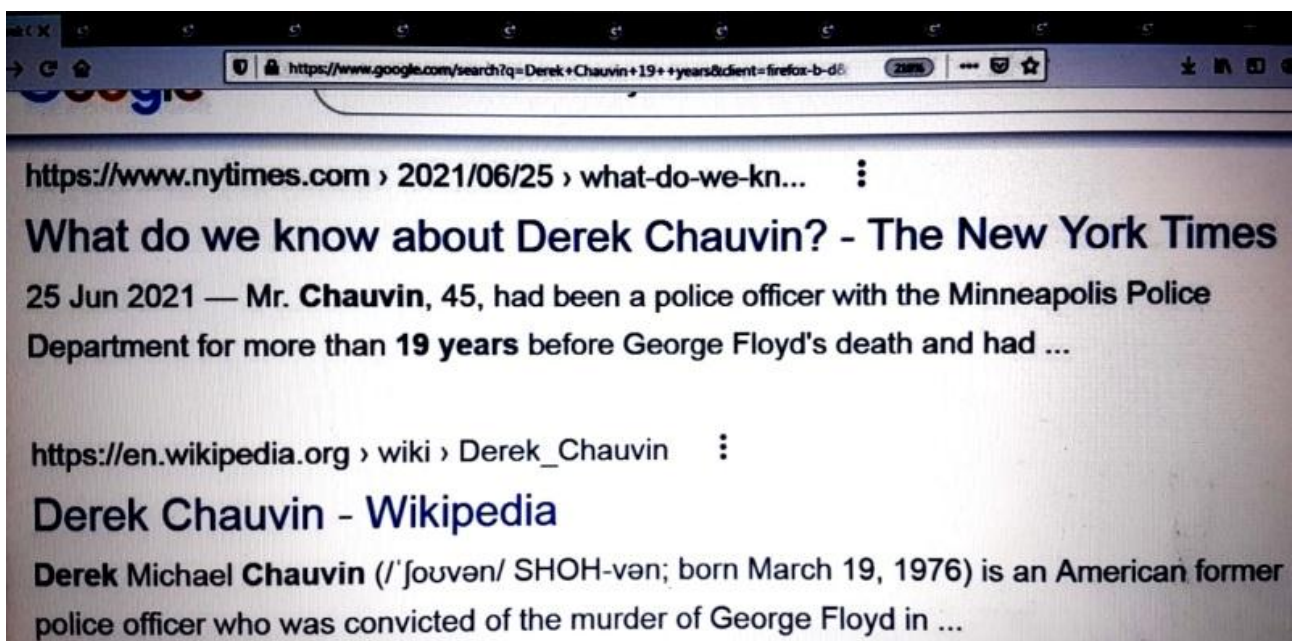 https://www.google.com/search?q=Derek+Chauvin+19++years&client=firefox-b-d&
https://www.nytimes.com › 2021/06/25 › what-do-we-kn...
What do we know about Derek Chauvin? - The New York Times
25 Jun 2021 — Mr. Chauvin, 45, had been a police officer with the Minneapolis Police
Department for more than 19 years before George Floyd's death and had ...
https://en.wikipedia.org › wiki › Derek_Chauvin
Derek Chauvin - Wikipedia
Derek Michael Chauvin (/ˈʃoʊvən/ SHOH-vən; born March 19, 1976) is an American former
police officer who was convicted of the murder of George Floyd in ...